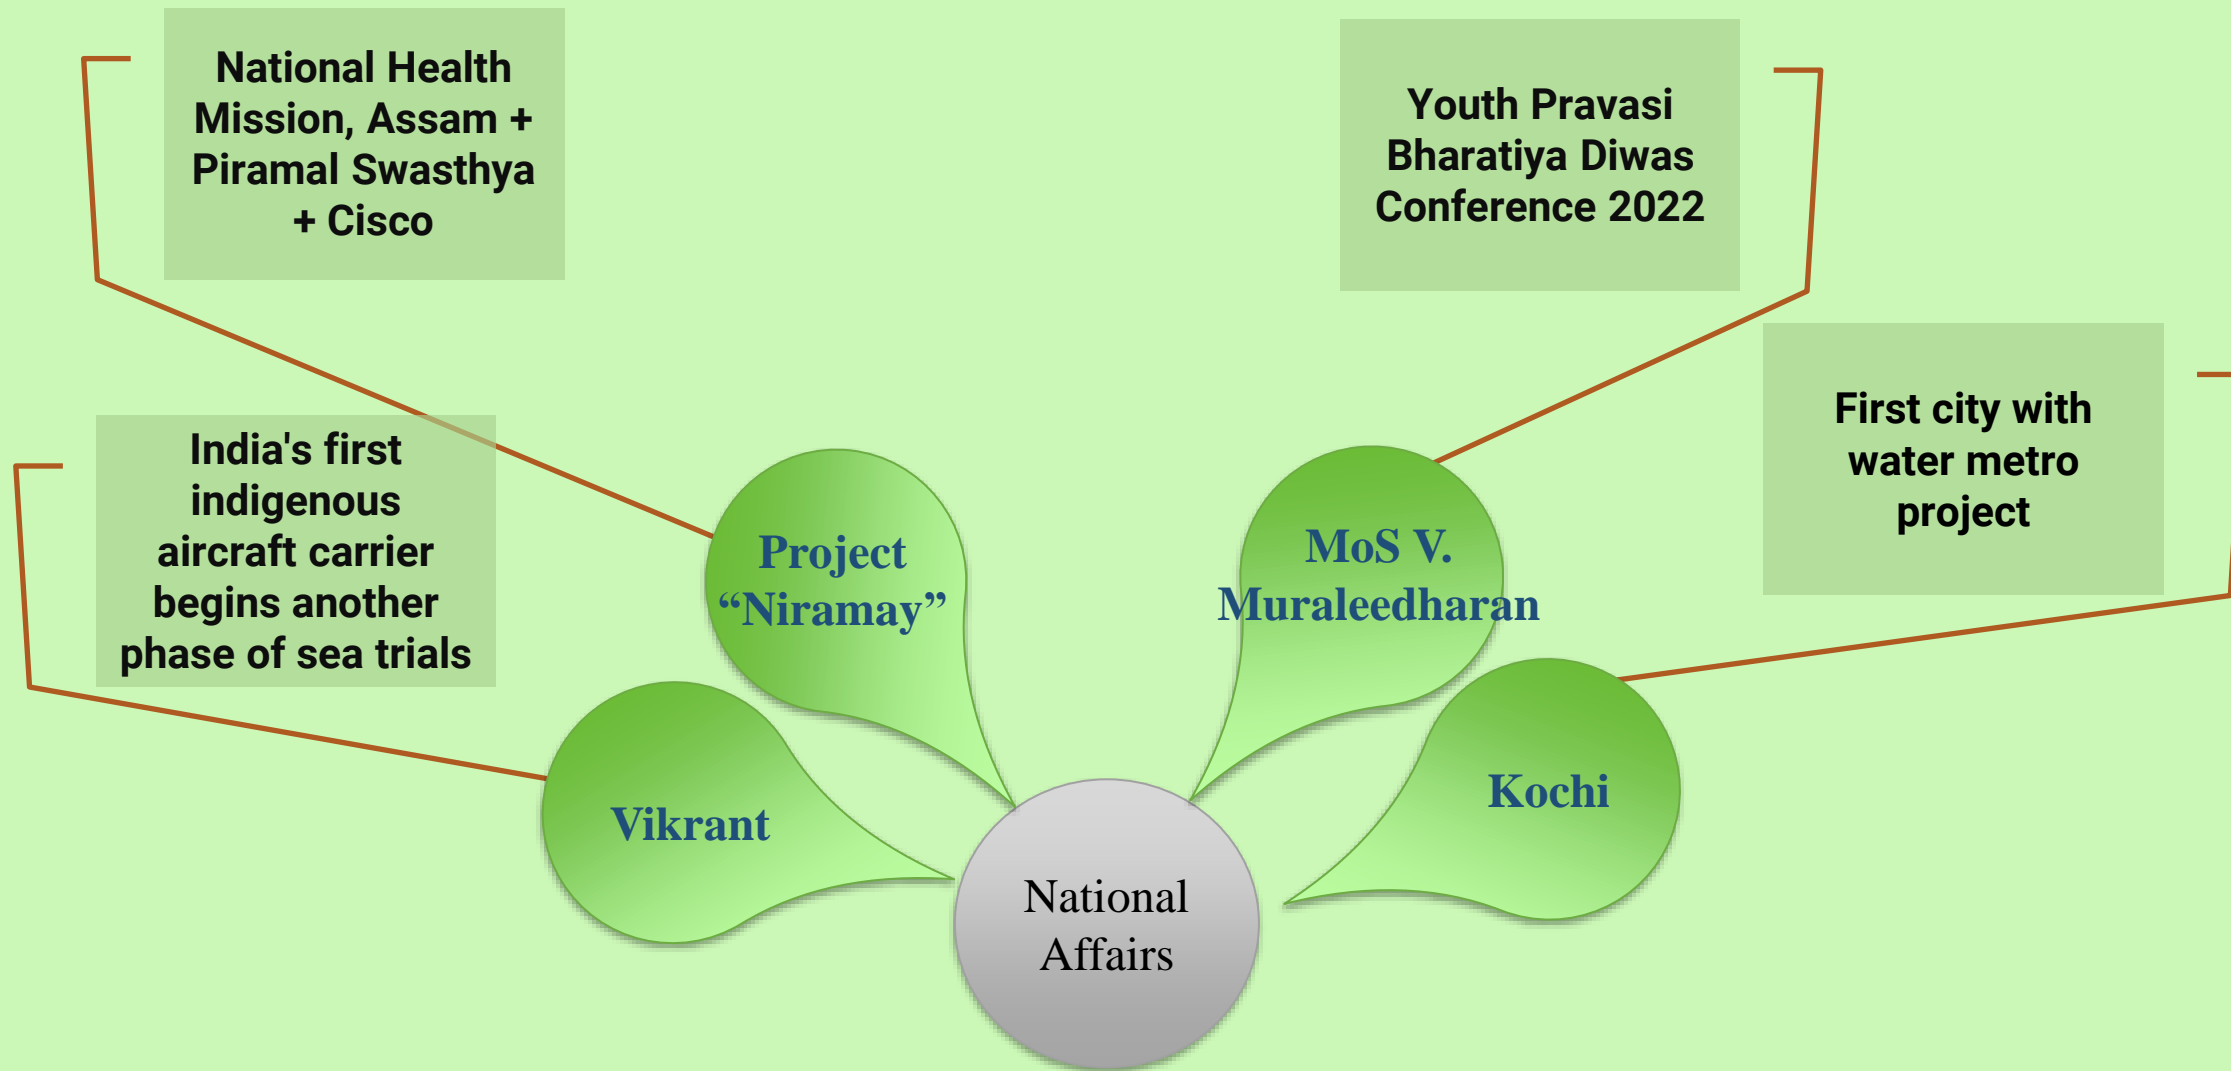 National Health
Mission, Assam +
Piramal Swasthya
+ Cisco
Youth Pravasi
Bharatiya Diwas
Conference 2022
First city with
water metro
project
India's first
indigenous
aircraft carrier
begins another
phase of sea trials
Project
“Niramay”
MoS V.
Muraleedharan
Vikrant
Kochi
National
Affairs